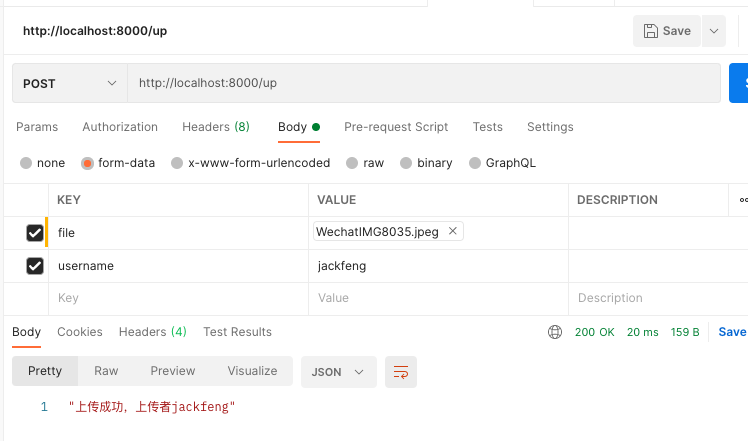 http://localhost:8000/up Save
POST http://localhost:8000/up
Params Authorization Headers (8) Body Pre-request Script Tests Settings
none form-data x-www-form-urlencoded raw binary GraphQL
KEY VALUE DESCRIPTION
file WechatIMG8035.jpeg
username jackfeng
Key Value Description
Body Cookies Headers (4) Test Results 200 OK 20 ms 159 B Save
Pretty Raw Preview Visualize JSON
1 "上传成功，上传者jackfeng"